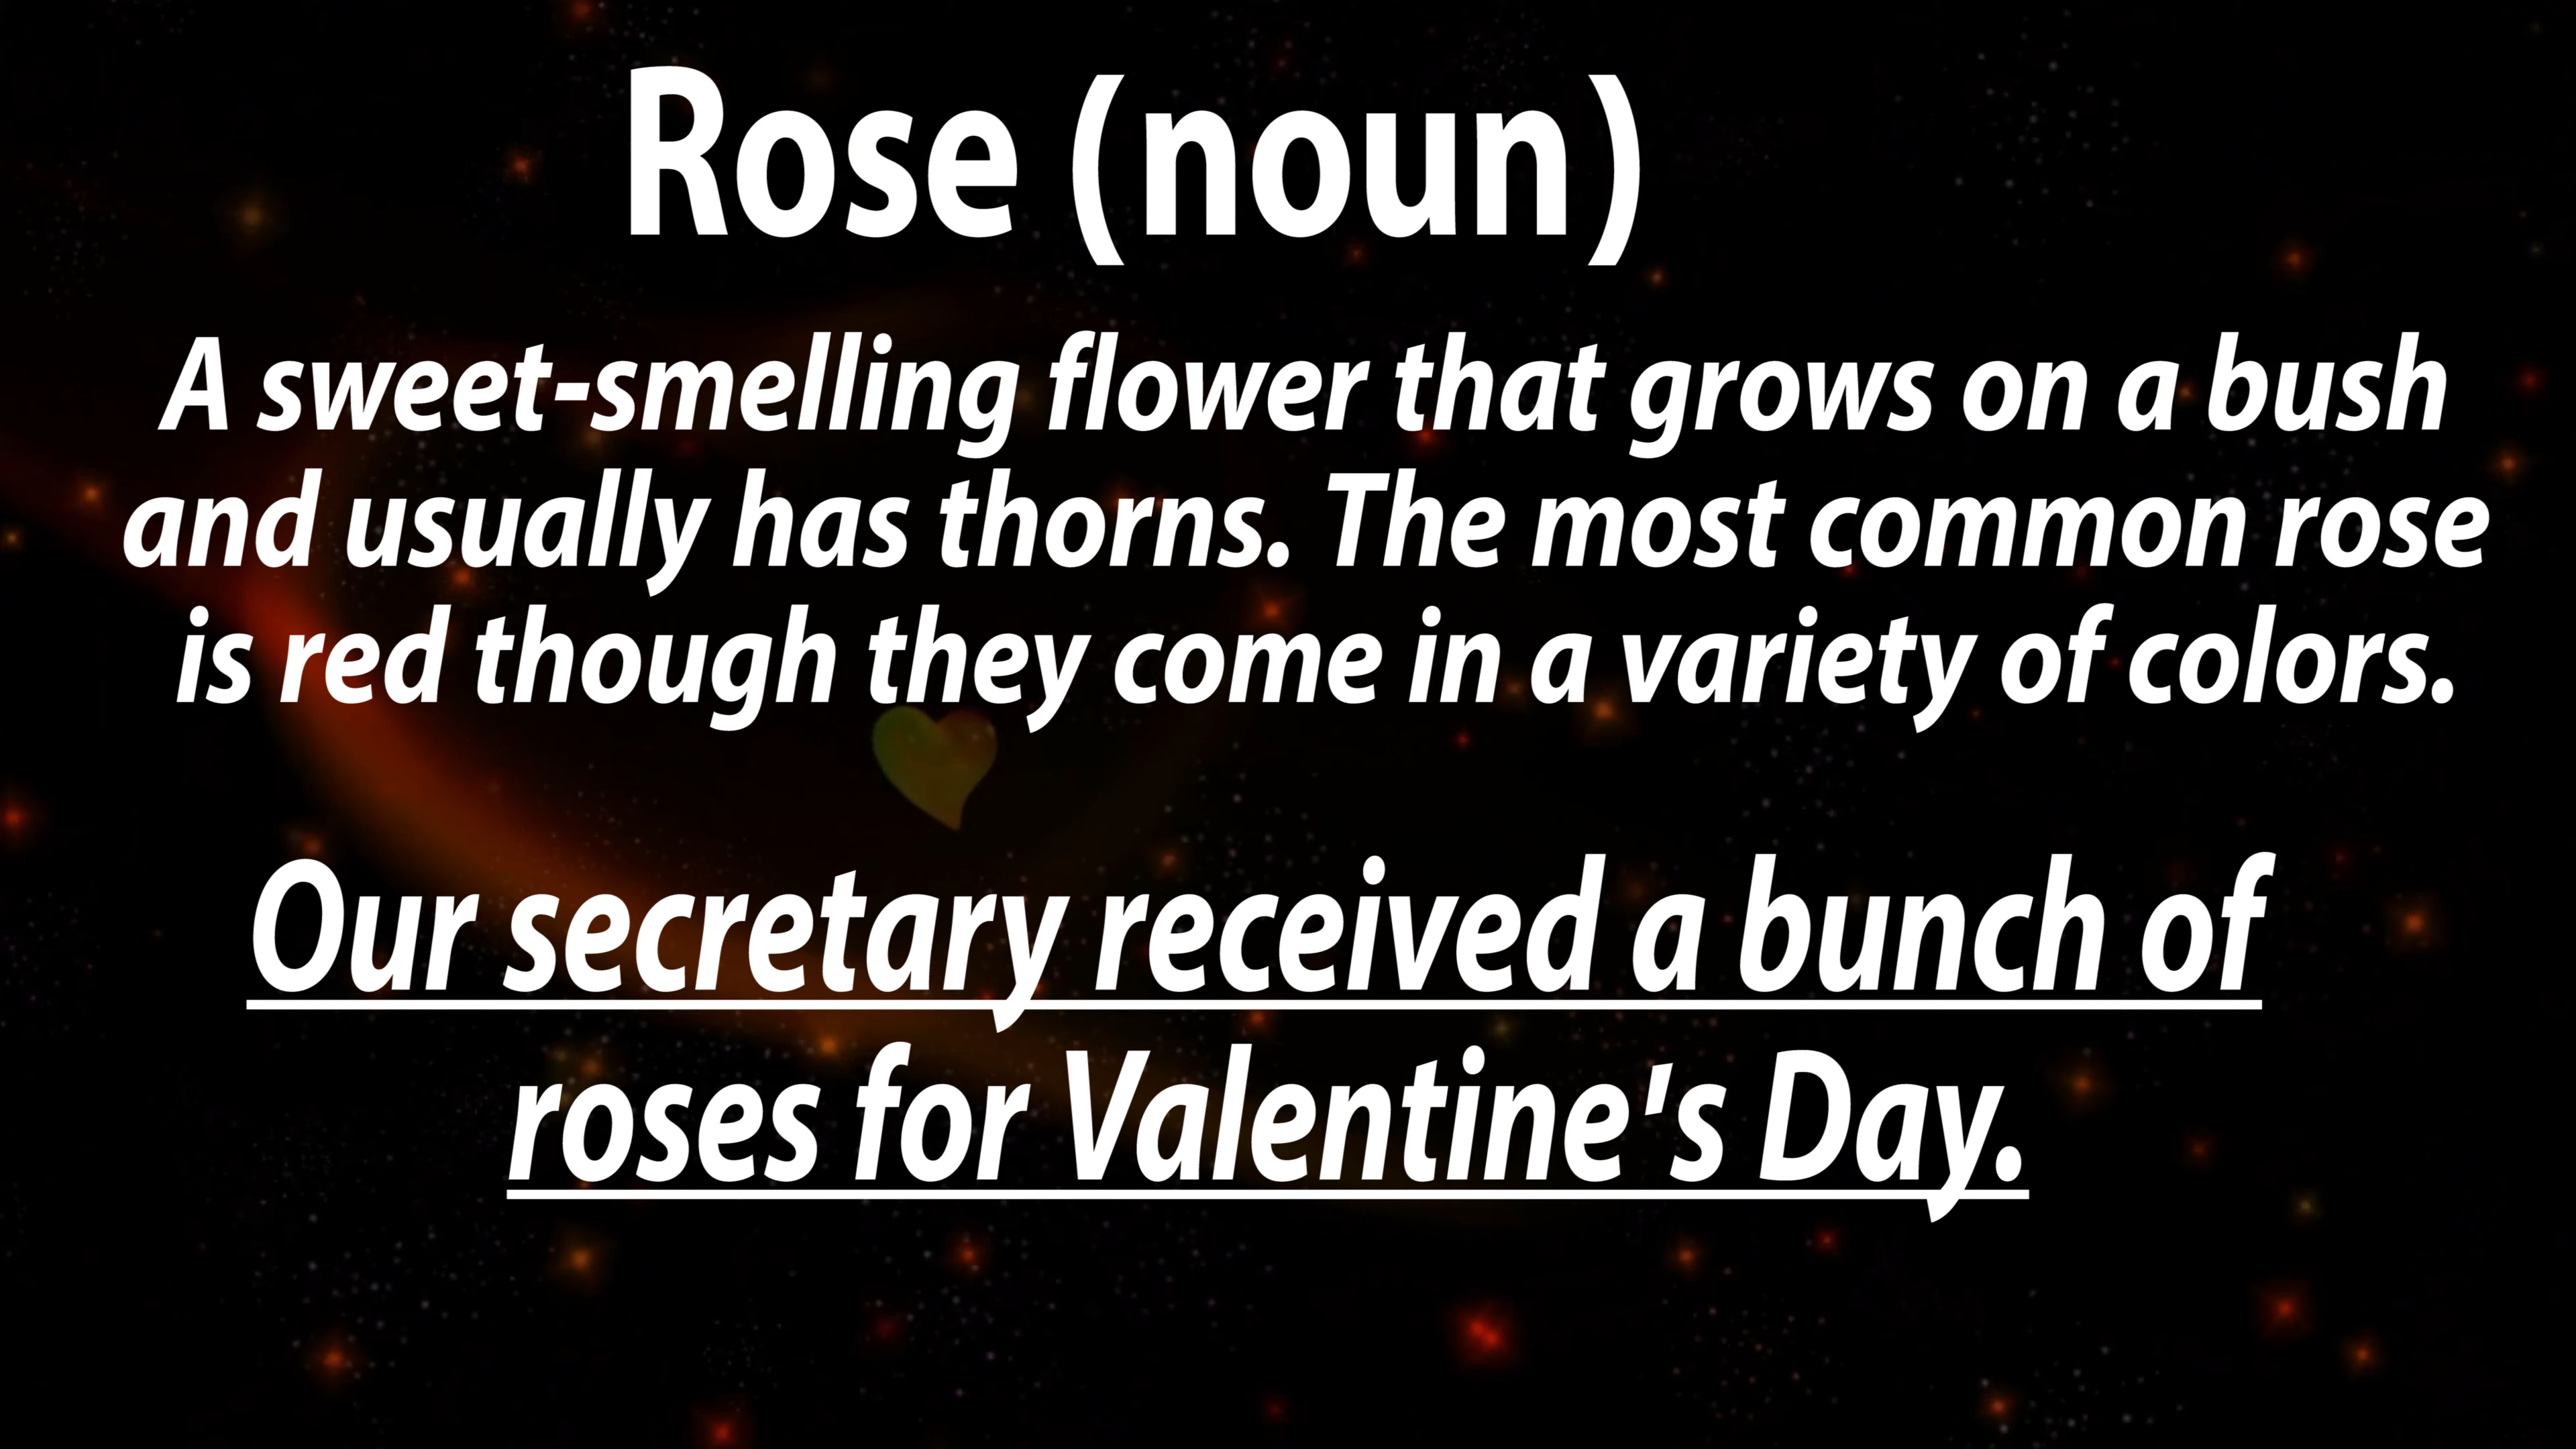 Rose (noun)
A sweet-smelling flower that grows on a bush
and usually has thorns. The most common rose
is red though they come in a variety of colors.
Our secretary received a bunch of
roses for Valentine's Day.